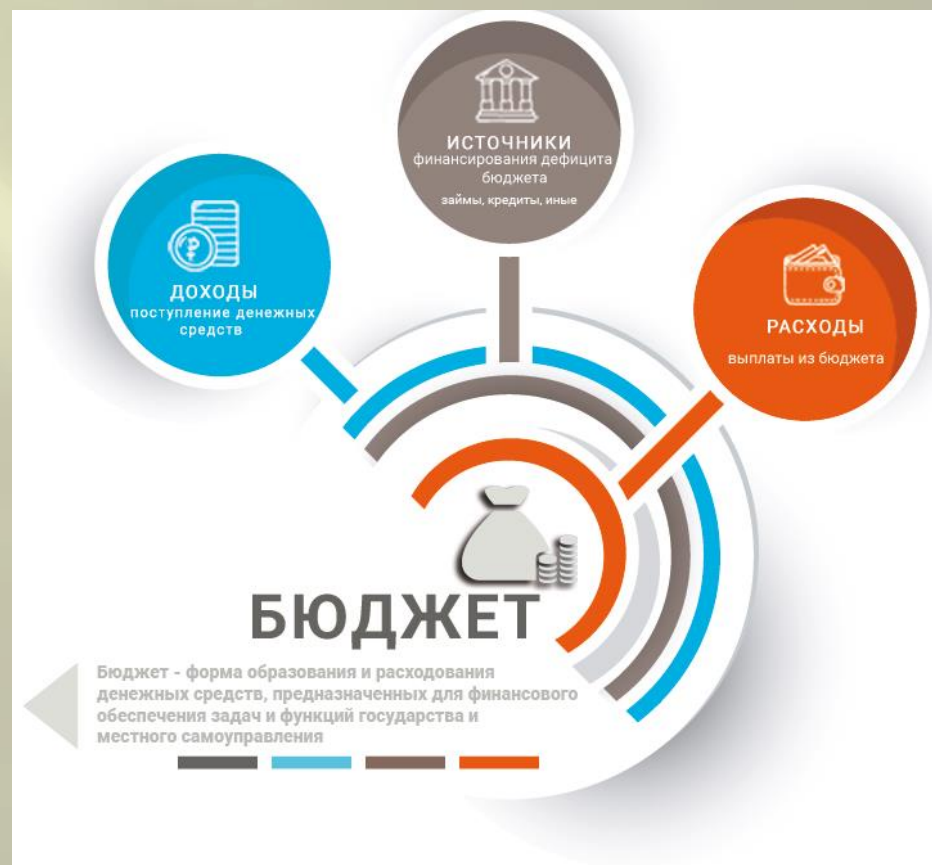 ИСТОЧНИКИ
финансирования дефицита
бюджета
займы, кредиты, иные
ДОХОДЫ
поступление денежных
средств
РАСХОДЫ
выплаты из бюджета
БЮДЖЕТ
Бюджет - форма образования и расходования
денежных средств, предназначенных для финансового
обеспечения задач и функций государства и
местного самоуправления